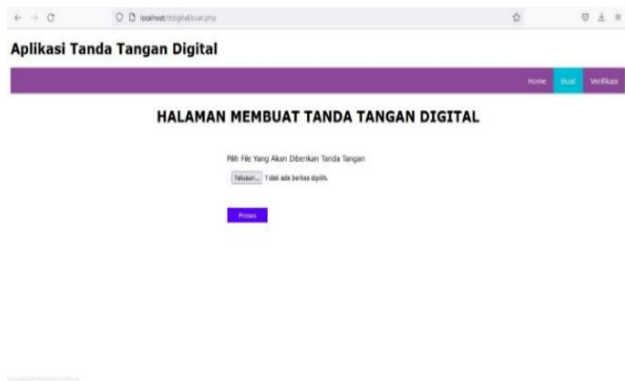 localhost/ttdigital/buat.php
Aplikasi Tanda Tangan Digital
Home Buat Verifikasi
HALAMAN MEMBUAT TANDA TANGAN DIGITAL
Pilih File Yang Akan Diberikan Tanda Tangan
Telusuri... Tidak ada berkas dipilih.
Proses